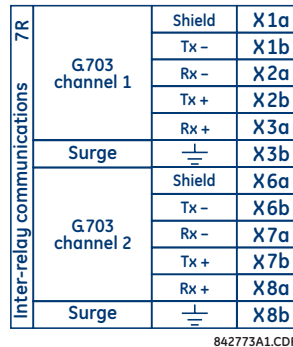 7R
Inter-relay communications
G.703
channel 1
Shield X1a
Tx – X1b
Rx – X2a
Tx + X2b
Rx + X3a
Surge X3b
G.703
channel 2
Shield X6a
Tx – X6b
Rx – X7a
Tx + X7b
Rx + X8a
Surge X8b
842773A1.CDR